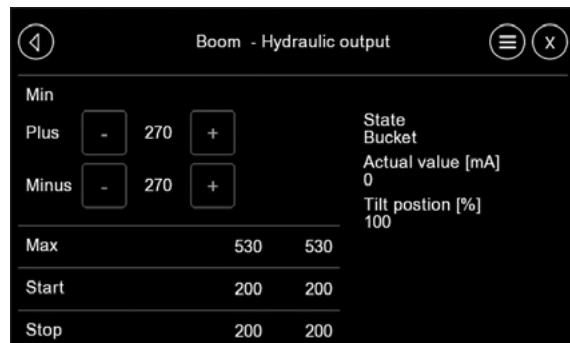 Boom - Hydraulic output
X
Min
Plus - 270 +
Minus - 270 +
Max 530 530
Start 200 200
Stop 200 200
State
Bucket
Actual value [mA]
0
Tilt postion [%]
100